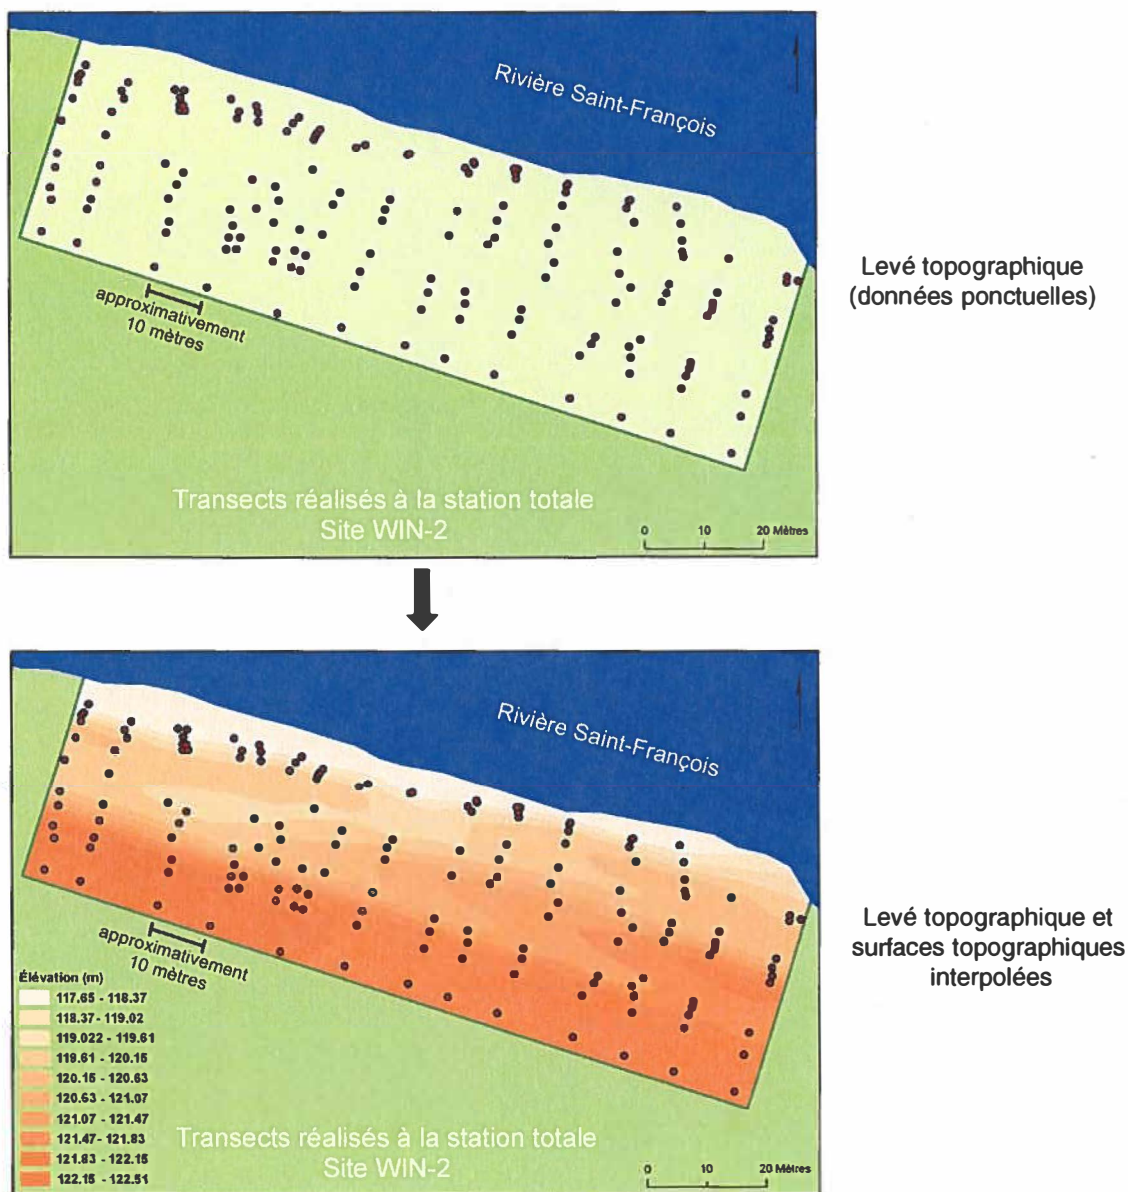 Rivière Saint-François
Levé topographique
(données ponctuelles)
approximativement
10 mètres
Transects réalisés à la station totale
Site WIN-2
0 10 20 Mètres
Rivière Saint-François
Levé topographique et
surfaces topographiques
interpolées
approximativement
10 mètres
Élévation (m)
117.65 - 118.37
118.37 - 119.02
119.022 - 119.61
119.61 - 120.15
120.15 - 120.63
120.63 - 121.07
121.07 - 121.47
121.47 - 121.83
121.83 - 122.15
122.15 - 122.51
Transects réalisés à la station totale
Site WIN-2
0 10 20 Mètres